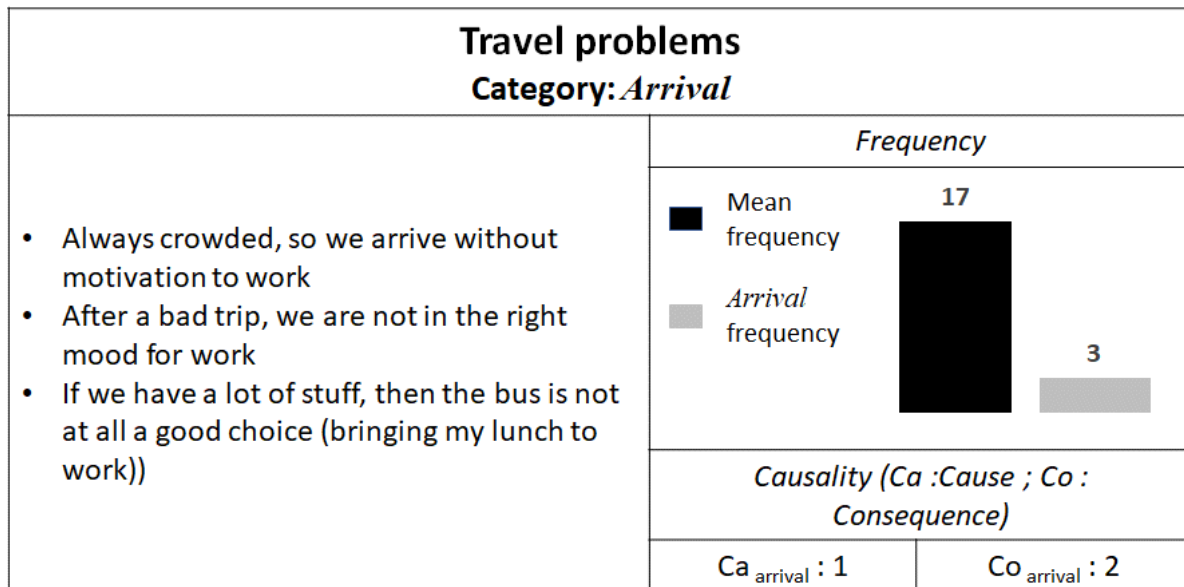 Travel problems
Category: Arrival
• Always crowded, so we arrive without
motivation to work
• After a bad trip, we are not in the right
mood for work
• If we have a lot of stuff, then the bus is not
at all a good choice (bringing my lunch to
work))
Frequency
Mean
frequency
Arrival
frequency
17
3
Causality (Ca :Cause ; Co :
Consequence)
Ca arrival : 1
Co arrival : 2